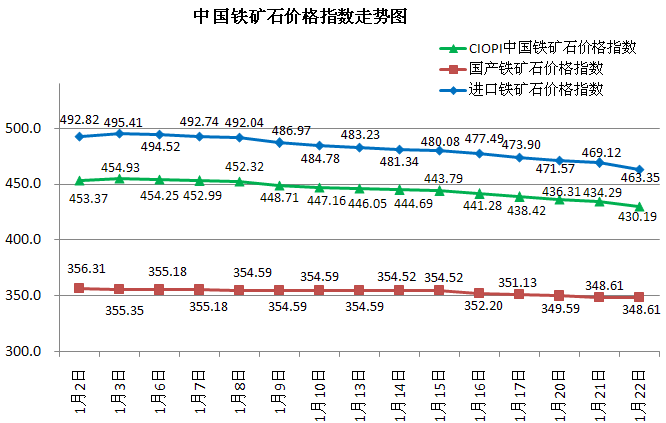 中国铁矿石价格指数走势图
CIOPI中国铁矿石价格指数
国产铁矿石价格指数
进口铁矿石价格指数
500.0
450.0
400.0
350.0
300.0
492.82 495.41 494.52 492.74 492.04 486.97 484.78 483.23 481.34 480.08 477.49 473.90 471.57 469.12 463.35
453.37 454.93 454.25 452.99 452.32 448.71 447.16 446.05 444.69 443.79 441.28 438.42 436.31 434.29 430.19
356.31 355.35 355.18 355.18 354.59 354.59 354.59 354.59 354.52 354.52 352.20 351.13 349.59 348.61 348.61
1月2日
1月3日
1月6日
1月7日
1月8日
1月9日
1月10日
1月13日
1月14日
1月15日
1月16日
1月17日
1月20日
1月21日
1月22日